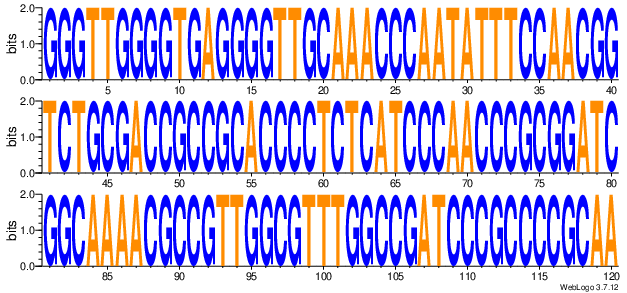 bits 2.0 1.0 0.0 GGGTTGGGGTGAGGGGTTGCAAACCCAATATTTCCAACGG
5 10 15 20 25 30 35 40
bits 2.0 1.0 0.0 TCTGCGACGCCCGCACCCCTCTCATCCCAACCCGCGGATC
45 50 55 60 65 70 75 80
bits 2.0 1.0 0.0 GGCAAAACGCCGTTGGCGTTTGGCCGATCCCGCCCCGCAA
85 90 95 100 105 110 115 120
WebLogo 3.7.12